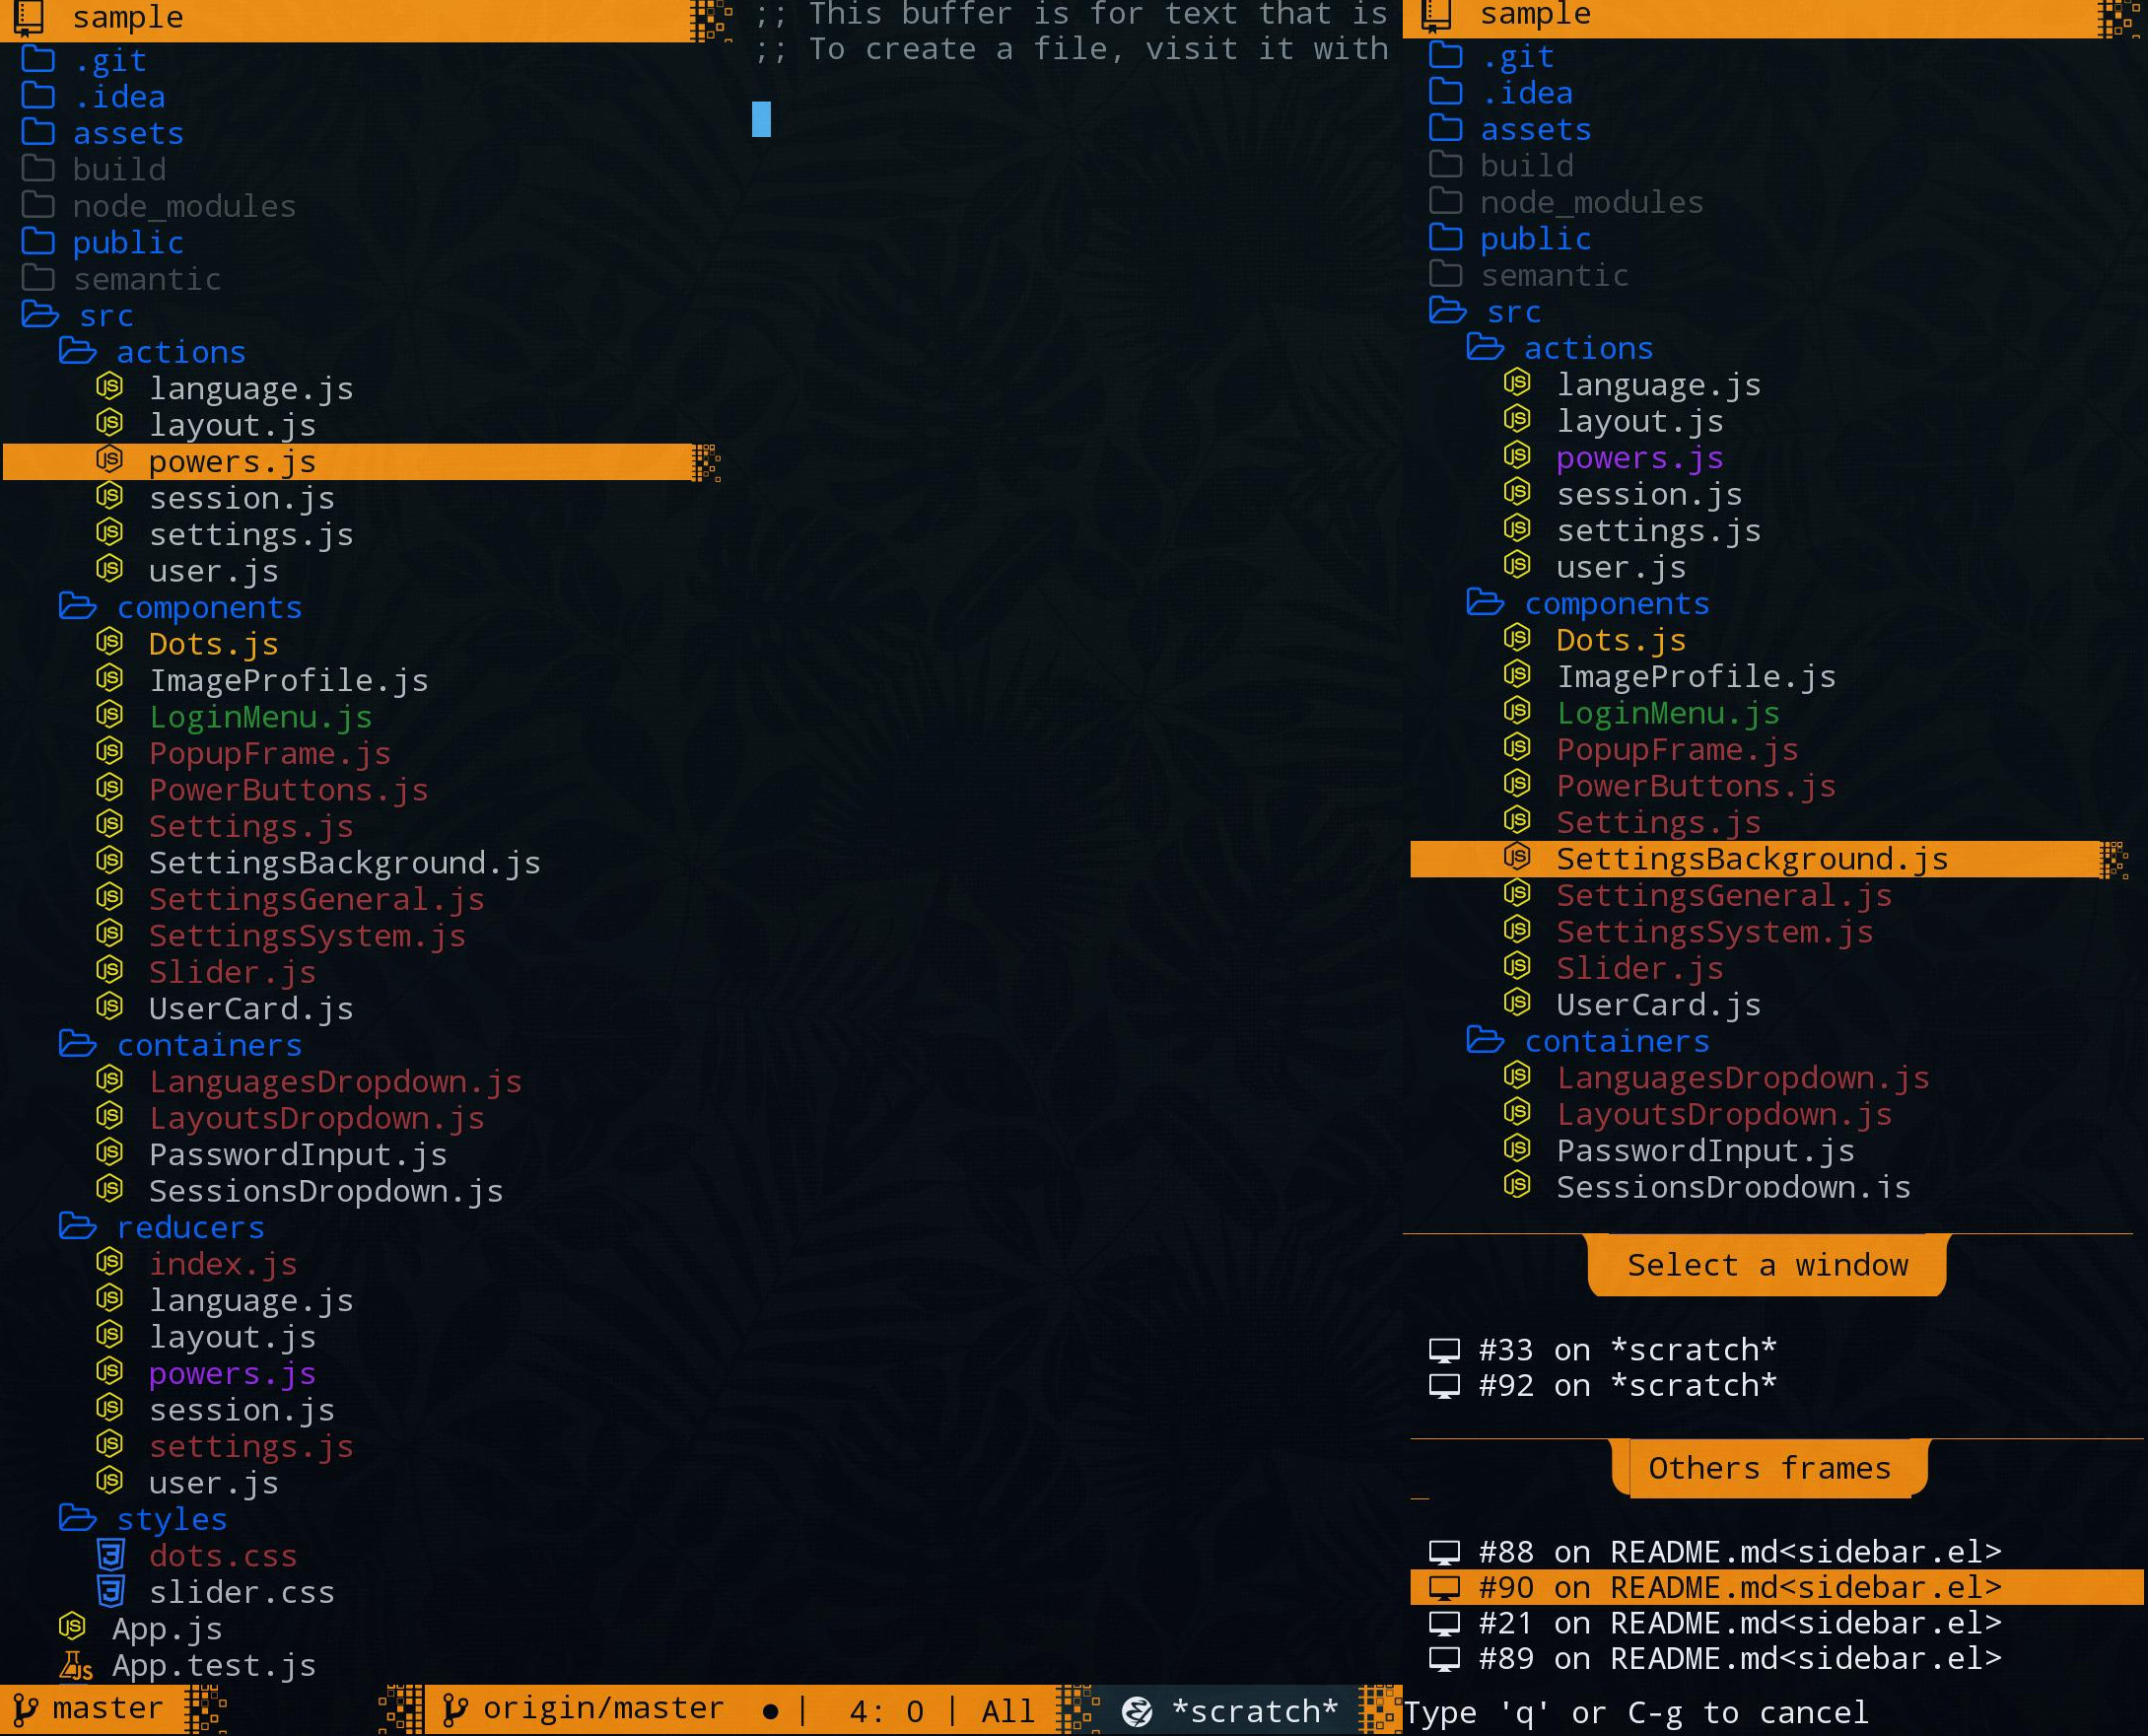 sample
.git
.idea
assets
build
node_modules
public
semantic
src
actions
language.js
layout.js
powers.js
session.js
settings.js
user.js
components
Dots.js
ImageProfile.js
LoginMenu.js
PopupFrame.js
PowerButtons.js
Settings.js
SettingsBackground.js
SettingsGeneral.js
SettingsSystem.js
Slider.js
UserCard.js
containers
LanguagesDropdown.js
LayoutsDropdown.js
PasswordInput.js
SessionsDropdown.js
reducers
index.js
language.js
layout.js
powers.js
session.js
settings.js
user.js
styles
dots.css
slider.css
App.js
App.test.js
master
;; This buffer is for text that is
;; To create a file, visit it with
origin/master ● | 4: 0 | All *scratch*
sample
.git
.idea
assets
build
node_modules
public
semantic
src
actions
language.js
layout.js
powers.js
session.js
settings.js
user.js
components
Dots.js
ImageProfile.js
LoginMenu.js
PopupFrame.js
PowerButtons.js
Settings.js
SettingsBackground.js
SettingsGeneral.js
SettingsSystem.js
Slider.js
UserCard.js
containers
LanguagesDropdown.js
LayoutsDropdown.js
PasswordInput.js
SessionsDropdown.js
Select a window
#33 on *scratch*
#92 on *scratch*
Others frames
#88 on README.md<sidebar.el>
#90 on README.md<sidebar.el>
#21 on README.md<sidebar.el>
#89 on README.md<sidebar.el>
Type 'q' or C-g to cancel